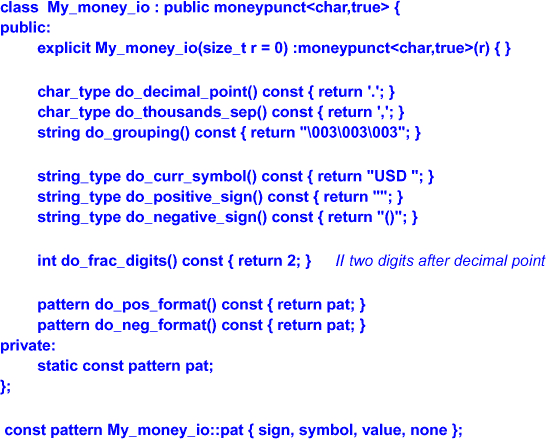 class  My_money_io : public moneypunct<char,true> {
public:
explicit My_money_io(size_t r = 0) :moneypunct<char,true>(r) { }
char_type do_decimal_point() const { return '.'; }
char_type do_thousands_sep() const { return ','; }
string do_grouping() const { return "\003\003\003"; }
string_type do_curr_symbol() const { return "USD "; }
string_type do_positive_sign() const { return ""; }
string_type do_negative_sign() const { return "()"; }
int do_frac_digits() const { return 2; } // two digits after decimal point
pattern do_pos_format() const { return pat; }
pattern do_neg_format() const { return pat; }
private:
static const pattern pat;
};
const pattern My_money_io::pat { sign, symbol, value, none };